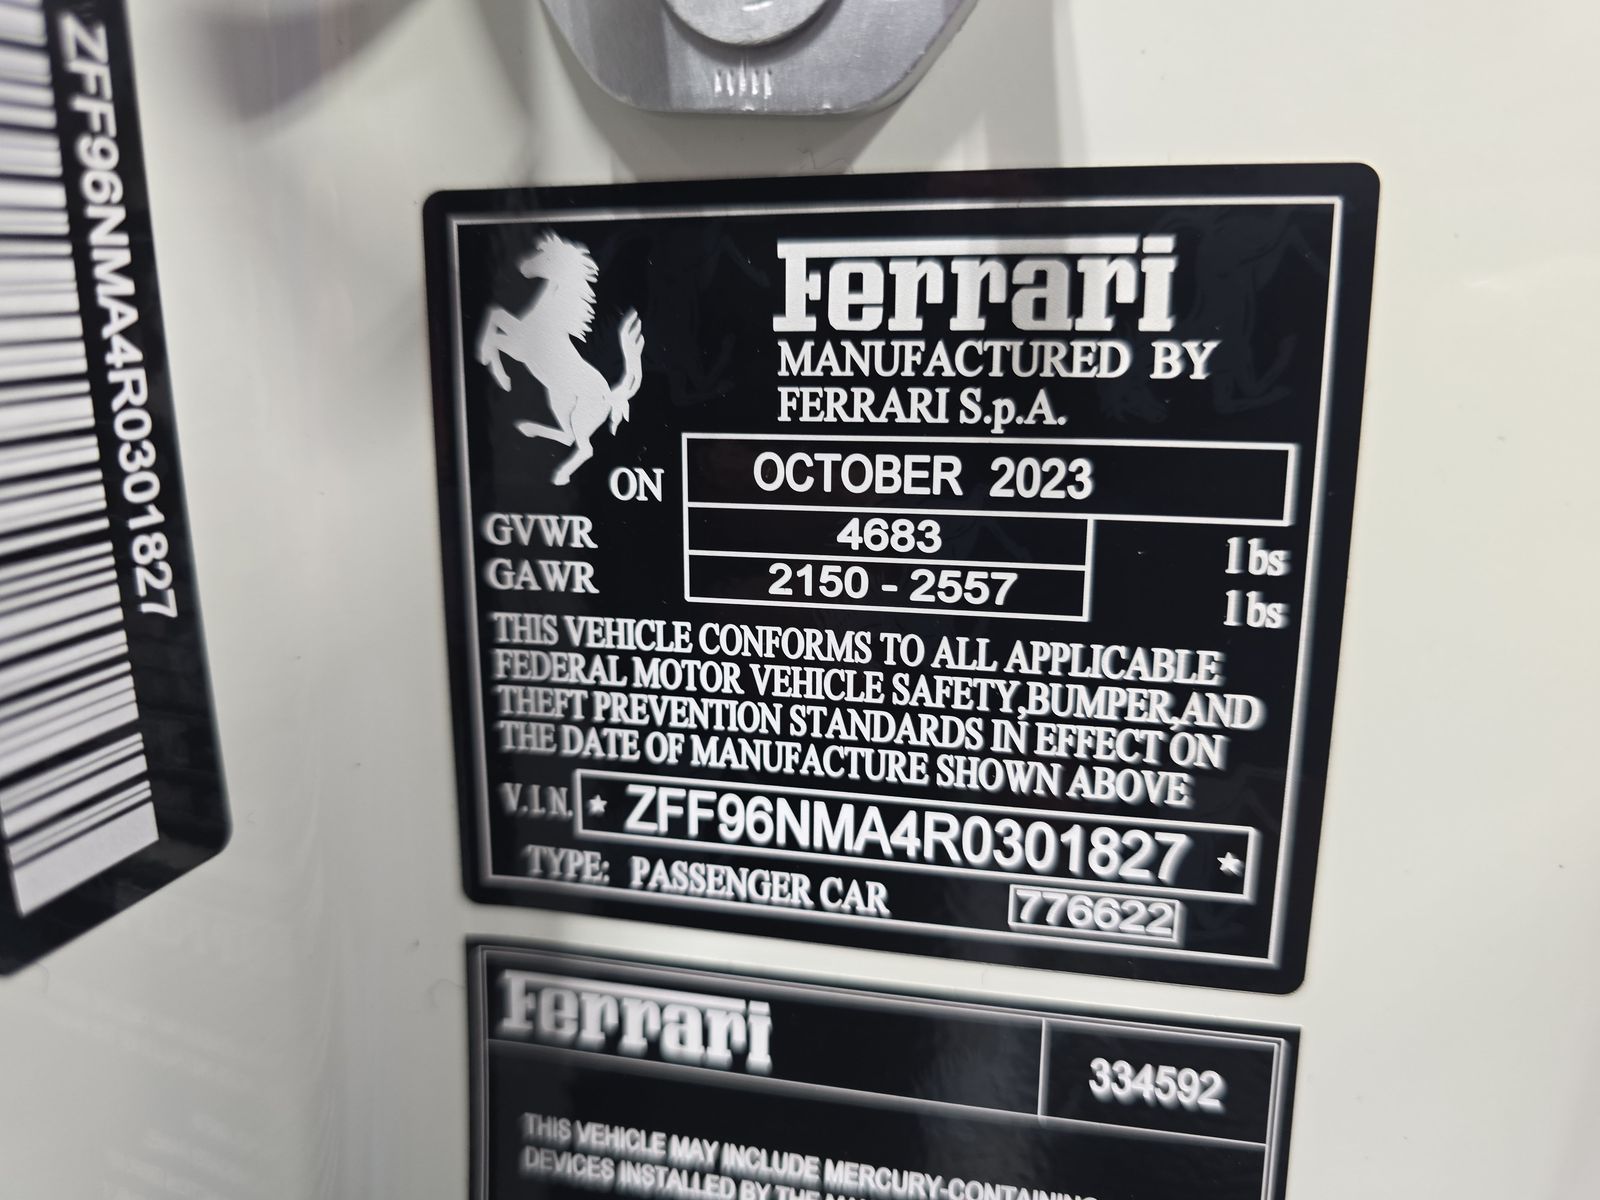 ZFF96NMA4R0301827
Ferrari
MANUFACTURED BY
FERRARI S.p.A.
ON OCTOBER 2023
GVWR 4683 lbs
GAWR 2150 - 2557 lbs
THIS VEHICLE CONFORMS TO ALL APPLICABLE
FEDERAL MOTOR VEHICLE SAFETY,BUMPER,AND
THEFT PREVENTION STANDARDS IN EFFECT ON
THE DATE OF MANUFACTURE SHOWN ABOVE
V.I.N. * ZFF96NMA4R0301827 *
TYPE: PASSENGER CAR 776622
Ferrari 334592
THIS VEHICLE MAY INCLUDE MERCURY-CONTAINING
DEVICES INSTALLED BY THE